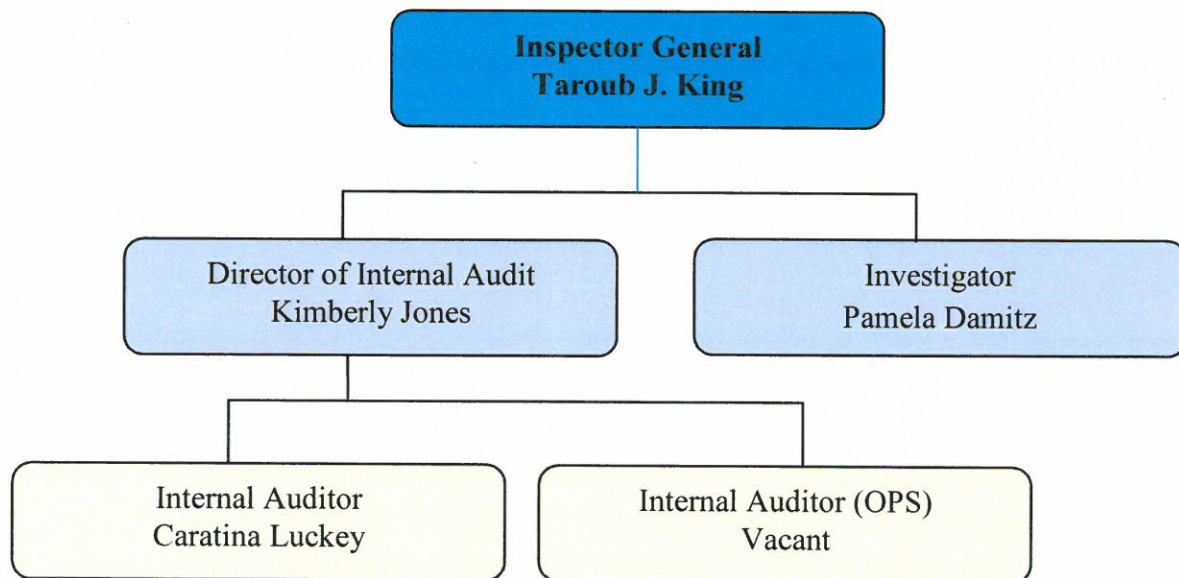 Inspector General
Taroub J. King
Director of Internal Audit
Kimberly Jones
Investigator
Pamela Damitz
Internal Auditor
Caratina Luckey
Internal Auditor (OPS)
Vacant